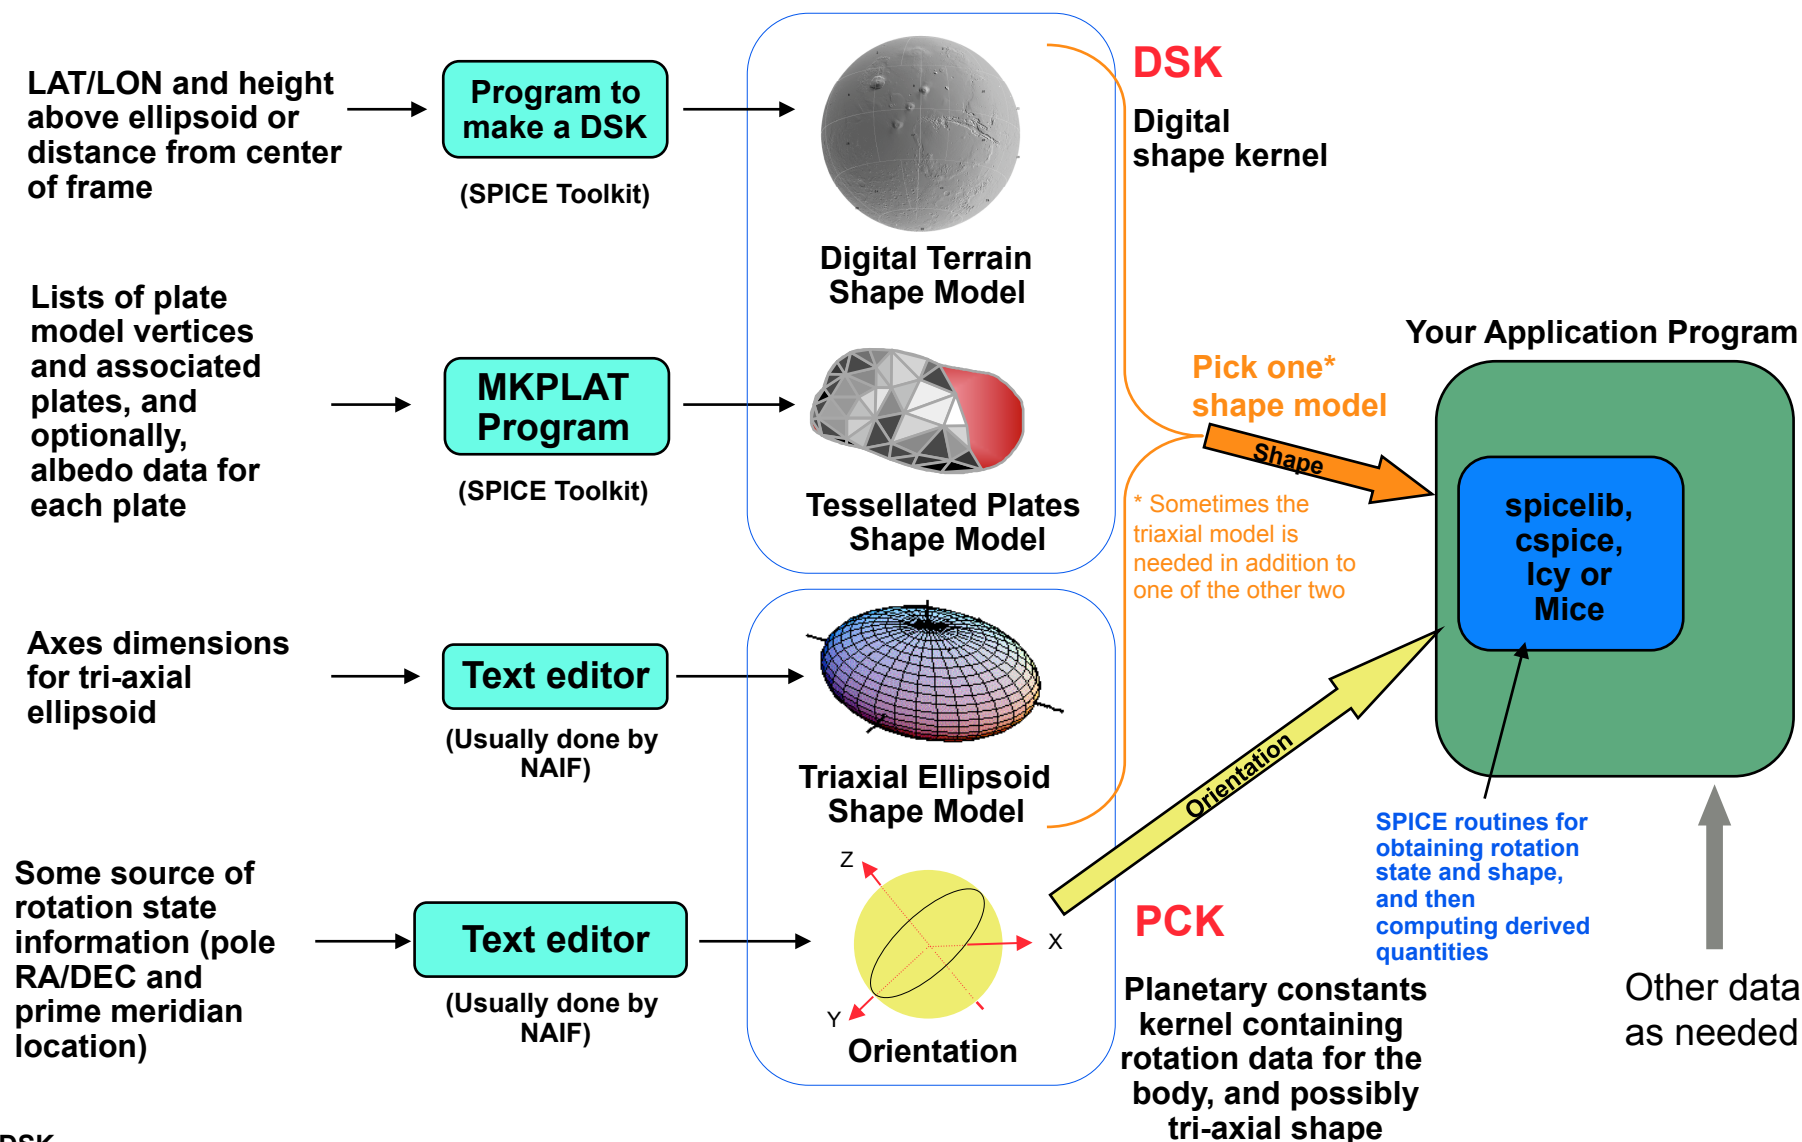 LAT/LON and height
above ellipsoid or
distance from center
of frame
Program to
make a DSK
(SPICE Toolkit)
Digital Terrain
Shape Model
DSK
Digital
shape kernel
Lists of plate
model vertices
and associated
plates, and
optionally,
albedo data for
each plate
MKPLAT
Program
(SPICE Toolkit)
Tessellated Plates
Shape Model
Pick one*
shape model
Shape
* Sometimes the
triaxial model is
needed in addition to
one of the other two
Your Application Program
spicelib,
cspice,
Icy or
Mice
Axes dimensions
for tri-axial
ellipsoid
Text editor
(Usually done by
NAIF)
Triaxial Ellipsoid
Shape Model
Orientation
SPICE routines for
obtaining rotation
state and shape,
and then
computing derived
quantities
Some source of
rotation state
information (pole
RA/DEC and
prime meridian
location)
Text editor
(Usually done by
NAIF)
Z
X
Y
Orientation
PCK
Planetary constants
kernel containing
rotation data for the
body, and possibly
tri-axial shape
Other data
as needed
DSK